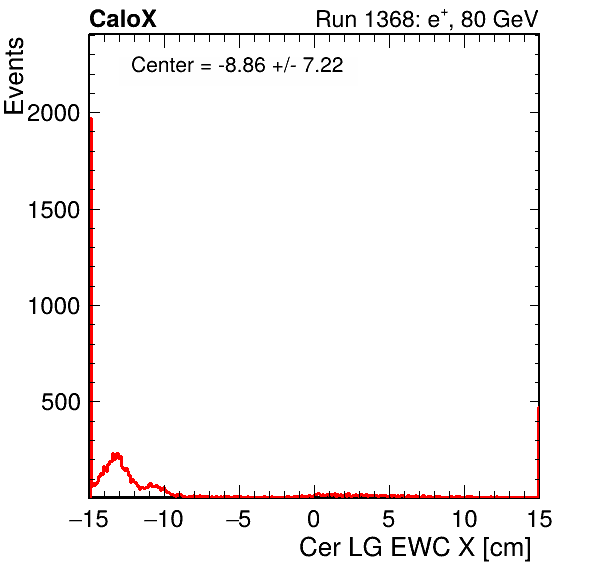 CaloX
Run 1368: e+, 80 GeV
Center = -8.86 +/- 7.22
Events
2000
1500
1000
500
−15
−10
−5
0
5
10
15
Cer LG EWC X [cm]